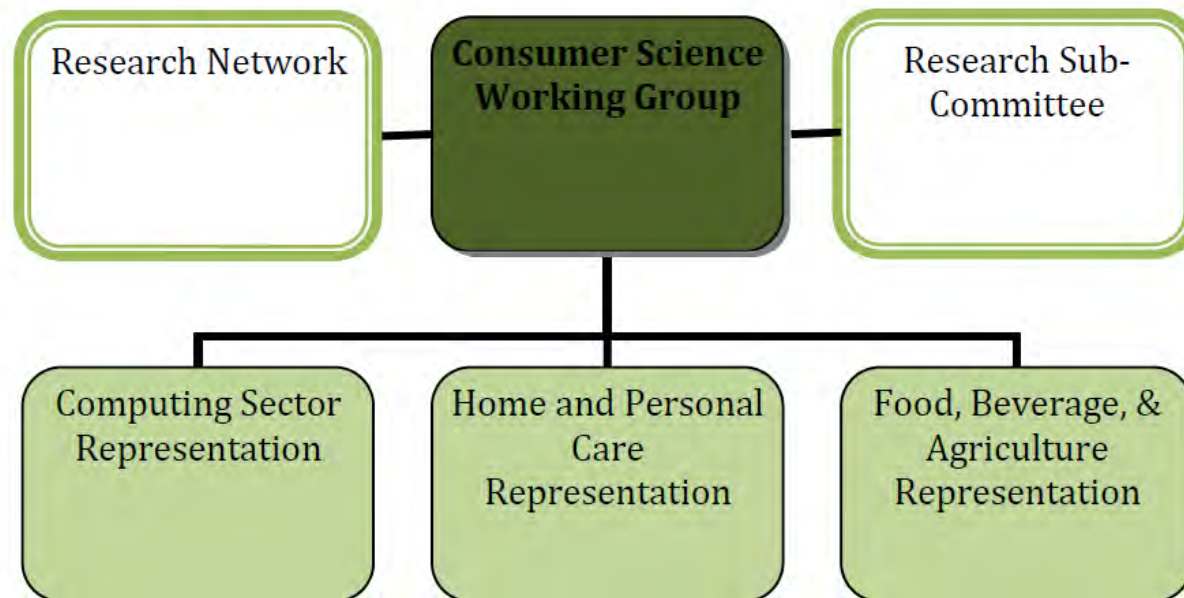 Research Network
Consumer Science
Working Group
Research Sub-
Committee
Computing Sector
Representation
Home and Personal
Care
Representation
Food, Beverage, &
Agriculture
Representation